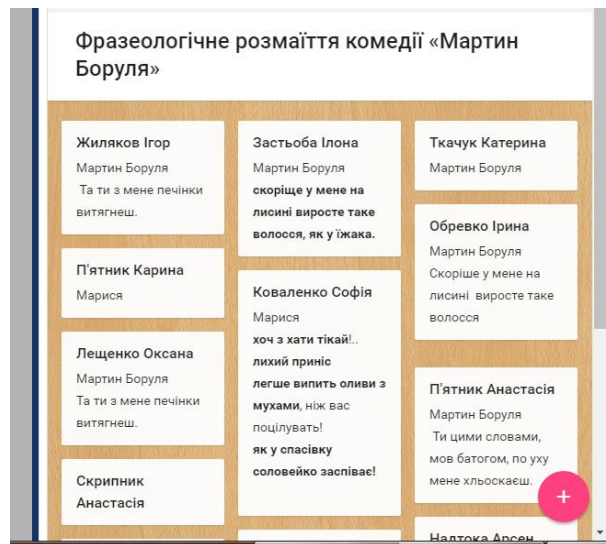 Фразеологічне розмаїття комедії «Мартин
Боруля»
Жиляков Ігор
Мартин Боруля
Та ти з мене печінки
витягнеш.
П'ятник Карина
Марися
Лещенко Оксана
Мартин Боруля
Та ти з мене печінки
витягнеш.
Скрипник
Анастасія
Застьоба Ілона
Мартин Боруля
скоріще у мене на
лисині виросте таке
волосся, як у їжака.
Коваленко Софія
Марися
хоч з хати тікай!..
лихий приніс
легше випить оливи з
мухами, ніж вас
поцілувать!
як у спасівку
соловейко заспіває!
Ткачук Катерина
Мартин Боруля
Обревко Ірина
Мартин Боруля
Скоріше у мене на
лисині виросте таке
волосся
П'ятник Анастасія
Мартин Боруля
Ти цими словами,
мов батогом, по уху
мене хльоскаєш.
+
Надтока Арсен